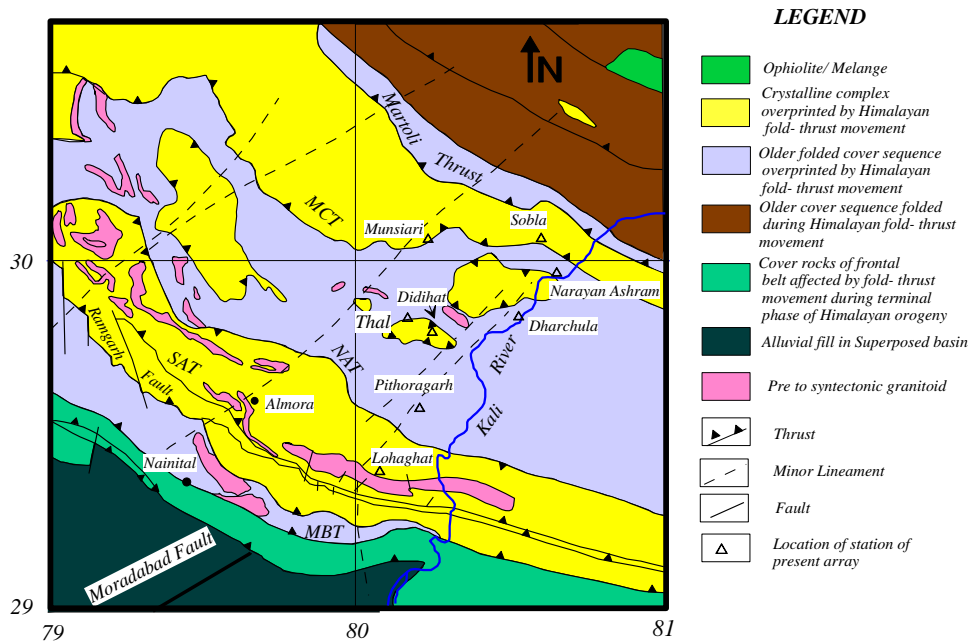 LEGEND
N
Ophiolite/ Melange
Crystalline complex
overprinted by Himalayan
fold- thrust movement
Older folded cover sequence
overprinted by Himalayan
fold- thrust movement
Older cover sequence folded
during Himalayan fold- thrust
movement
Cover rocks of frontal
belt affected by fold- thrust
movement during terminal
phase of Himalayan orogeny
Alluvial fill in Superposed basin
Pre to syntectonic granitoid
Thrust
Minor Lineament
Fault
Location of station of
present array
Martoli
Thrust
MCT
Munsiari
Sobla
30
Narayan Ashram
Didihat
Thal
Dharchula
River
Kali
Ramgarh
Fault
SAT
NAT
Pithoragarh
Almora
Lohaghat
Nainital
MBT
Moradabad Fault
29
79
80
81